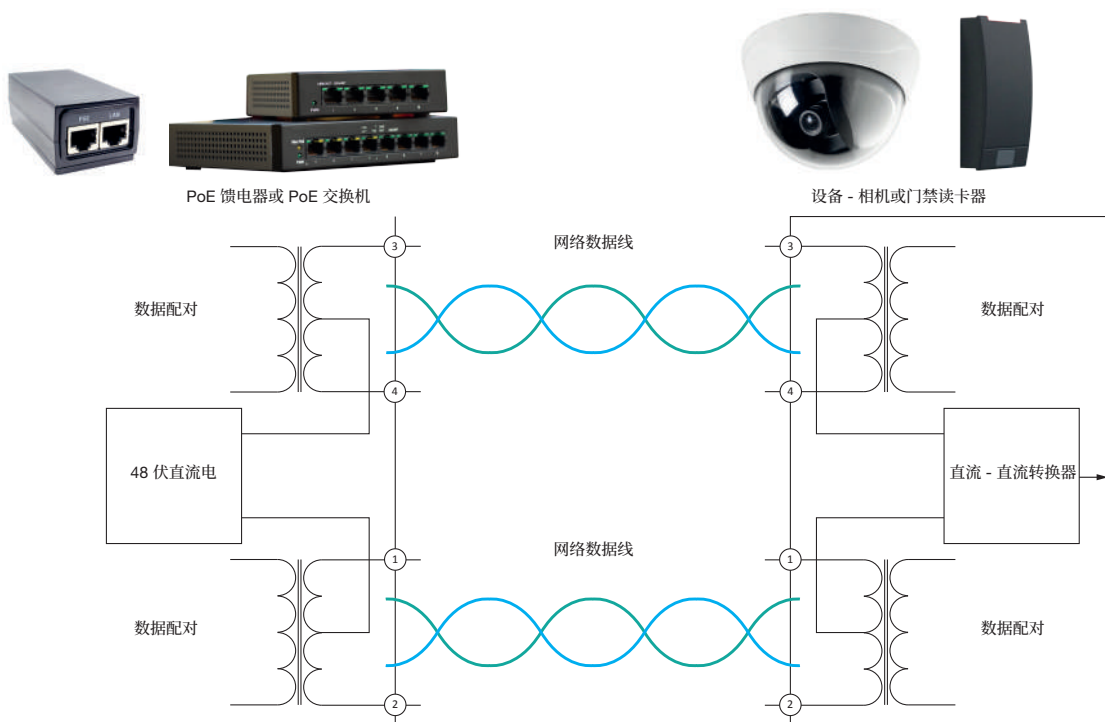 POE LAN
PoE 馈电器或 PoE 交换机
设备 - 相机或门禁读卡器
3
网络数据线
3
数据配对
数据配对
4
4
48 伏直流电
直流 - 直流转换器
1
网络数据线
1
数据配对
数据配对
2
2